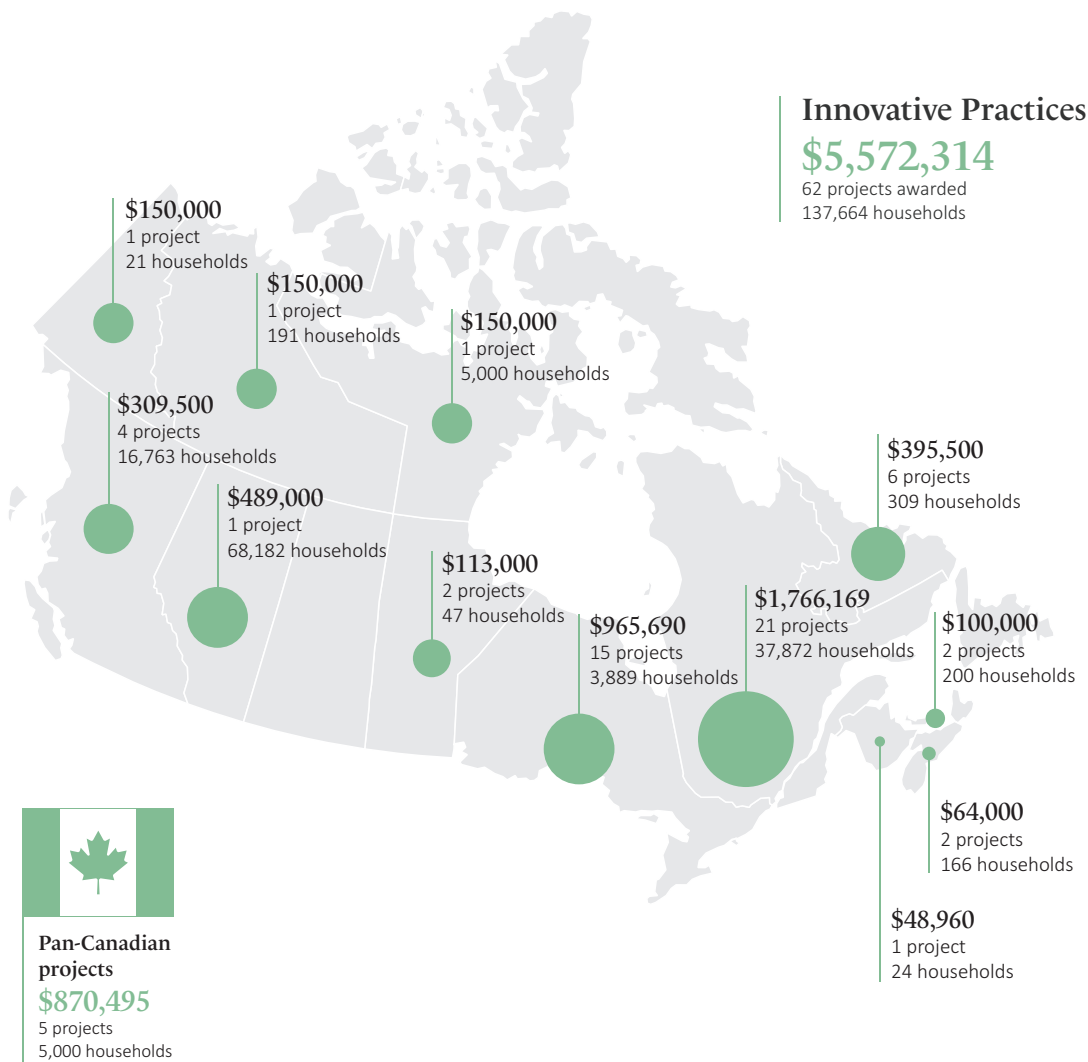 Innovative Practices
$5,572,314
62 projects awarded
137,664 households
$150,000
1 project
21 households
$150,000
1 project
191 households
$150,000
1 project
5,000 households
$309,500
4 projects
16,763 households
$395,500
6 projects
309 households
$489,000
1 project
68,182 households
$113,000
2 projects
47 households
$1,766,169
21 projects
37,872 households
$965,690
15 projects
3,889 households
$100,000
2 projects
200 households
$64,000
2 projects
166 households
$48,960
1 project
24 households
Pan-Canadian
projects
$870,495
5 projects
5,000 households